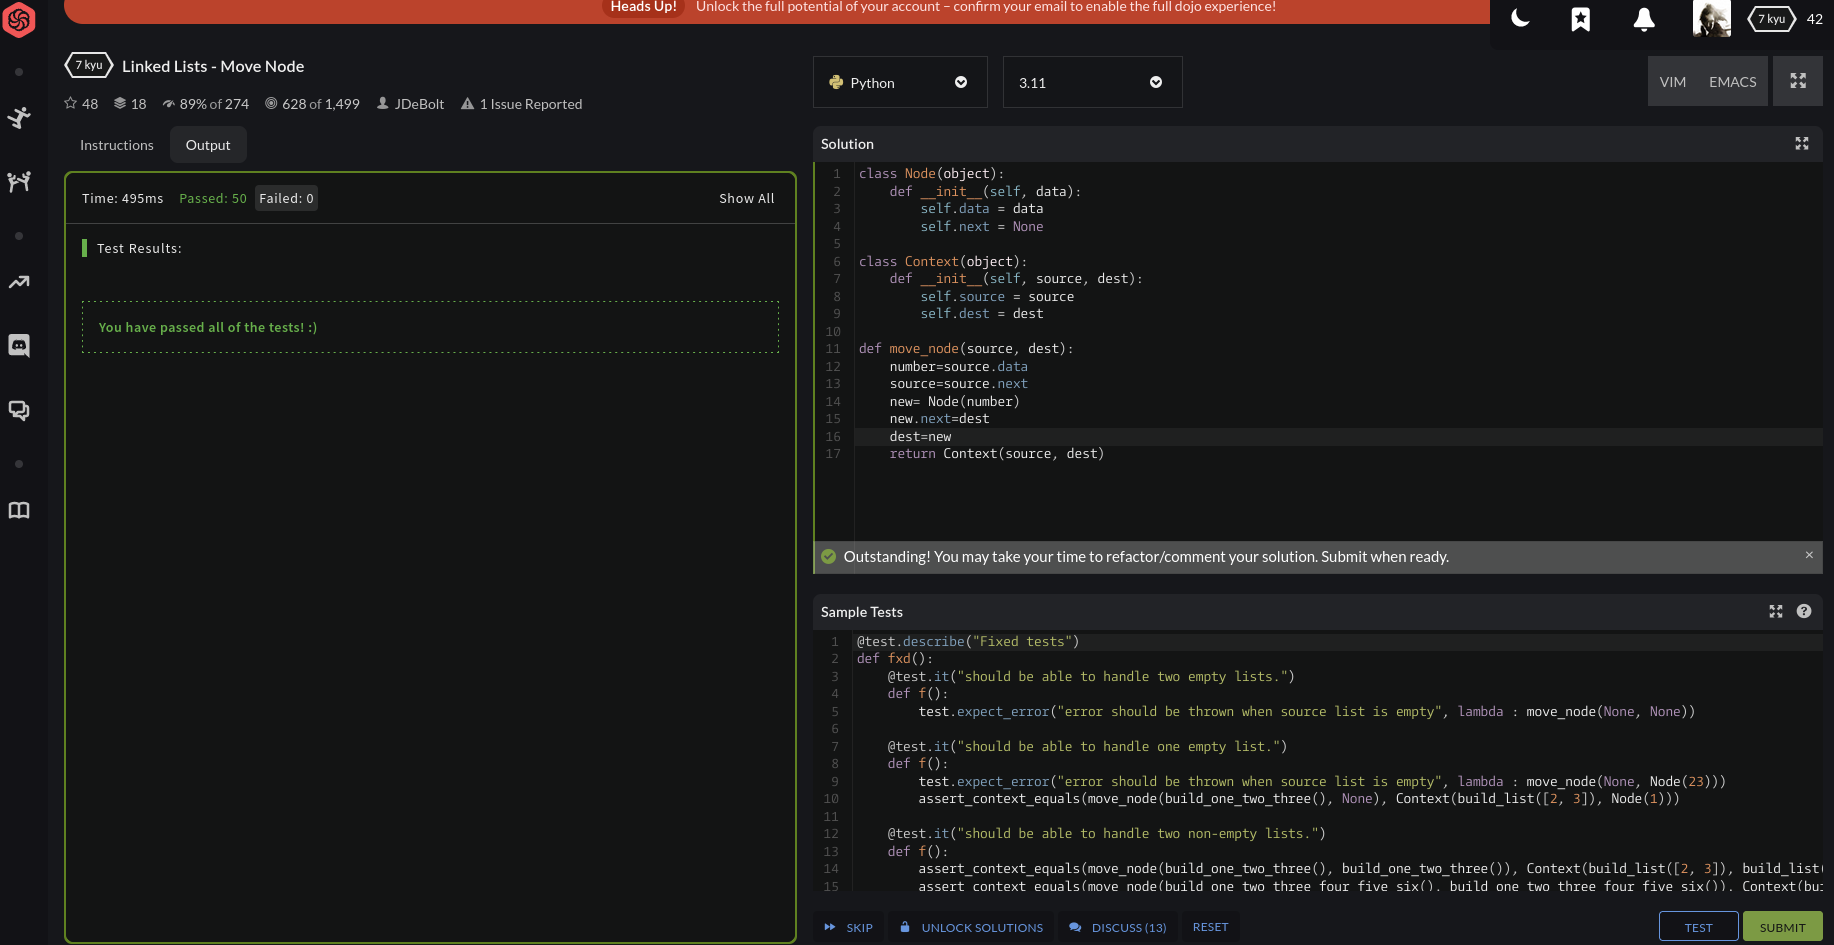 Heads Up! Unlock the full potential of your account – confirm your email to enable the full dojo experience!
7 kyu 42
7 kyu Linked Lists - Move Node
48 18 89% of 274 628 of 1,499 JDeBolt 1 Issue Reported
Instructions Output
Time: 495ms Passed: 50 Failed: 0 Show All
Test Results:
You have passed all of the tests! :)
Python 3.11 VIM EMACS
Solution
1 class Node(object):
2     def __init__(self, data):
3         self.data = data
4         self.next = None
5
6 class Context(object):
7     def __init__(self, source, dest):
8         self.source = source
9         self.dest = dest
10
11 def move_node(source, dest):
12     number=source.data
13     source=source.next
14     new= Node(number)
15     new.next=dest
16     dest=new
17     return Context(source, dest)
Outstanding! You may take your time to refactor/comment your solution. Submit when ready. ×
Sample Tests
1 @test.describe("Fixed tests")
2 def fxd():
3     @test.it("should be able to handle two empty lists.")
4     def f():
5         test.expect_error("error should be thrown when source list is empty", lambda : move_node(None, None))
6
7     @test.it("should be able to handle one empty list.")
8     def f():
9         test.expect_error("error should be thrown when source list is empty", lambda : move_node(None, Node(23)))
10         assert_context_equals(move_node(build_one_two_three(), None), Context(build_list([2, 3]), Node(1)))
11
12     @test.it("should be able to handle two non-empty lists.")
13     def f():
14         assert_context_equals(move_node(build_one_two_three(), build_one_two_three()), Context(build_list([2, 3]), build_list(
15         assert_context_equals(move_node(build_one_two_three_four_five_six(), build_one_two_three_four_five_six()), Context(bui
SKIP UNLOCK SOLUTIONS DISCUSS (13) RESET TEST SUBMIT